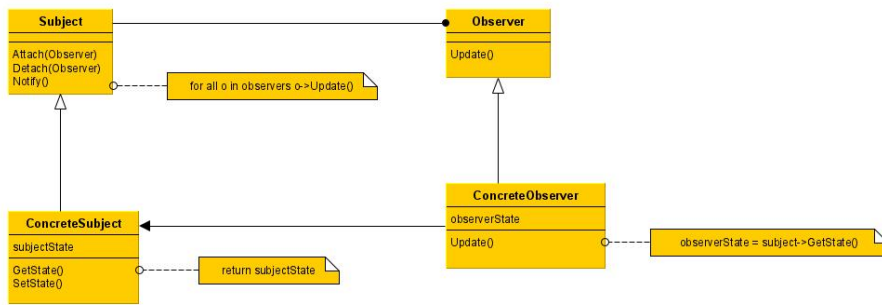 Subject
Observer
Attach(Observer)
Detach(Observer)
Notify()
Update()
for all o in observers o->Update()
ConcreteSubject
subjectState
GetState()
SetState()
return subjectState
ConcreteObserver
observerState
Update()
observerState = subject->GetState()